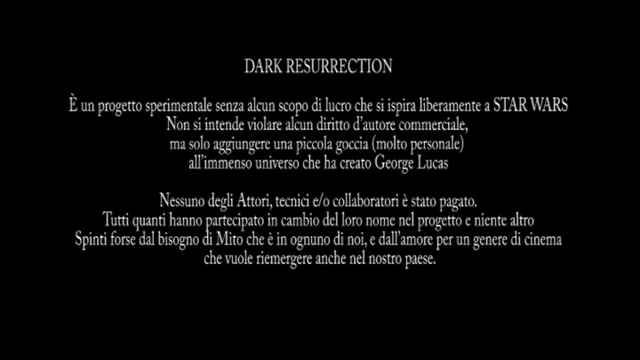 DARK RESURRECTION
È un progetto sperimentale senza alcun scopo di lucro che si ispira liberamente a STAR WARS
Non si intende violare alcun diritto d'autore commerciale,
ma solo aggiungere una piccola goccia (molto personale)
all'immenso universo che ha creato George Lucas
Nessuno degli Attori, tecnici e/o collaboratori è stato pagato.
Tutti quanti hanno partecipato in cambio del loro nome nel progetto e niente altro
Spinti forse dal bisogno di Mito che è in ognuno di noi, e dall'amore per un genere di cinema
che vuole riemergere anche nel nostro paese.